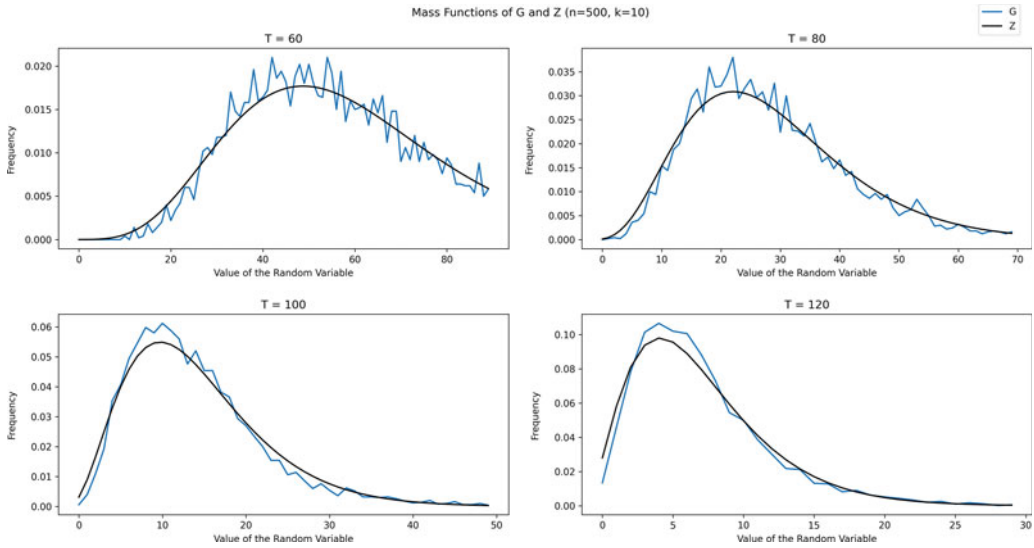 Mass Functions of G and Z (n=500, k=10)
G
Z
T = 60
0.020
0.015
0.010
0.005
0.000
Frequency
0 20 40 60 80
Value of the Random Variable
T = 80
0.035
0.030
0.025
0.020
0.015
0.010
0.005
0.000
Frequency
0 10 20 30 40 50 60 70
Value of the Random Variable
T = 100
0.06
0.05
0.04
0.03
0.02
0.01
0.00
Frequency
0 10 20 30 40 50
Value of the Random Variable
T = 120
0.10
0.08
0.06
0.04
0.02
0.00
Frequency
0 5 10 15 20 25 30
Value of the Random Variable